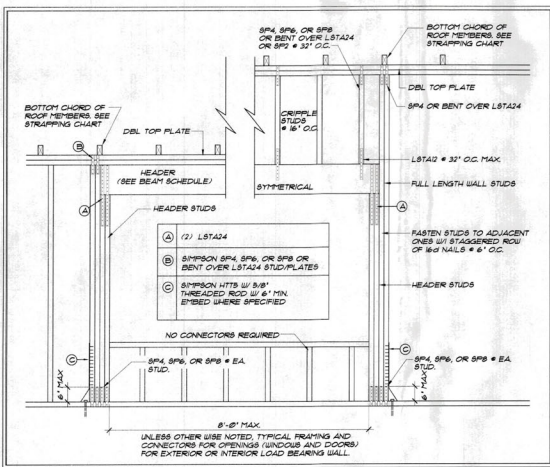 SP4, SP6, OR SP8
OR BENT OVER LSTA24
OR SP2 @ 32" O.C.
BOTTOM CHORD OF
ROOF MEMBERS. SEE
STRAPPING CHART
DBL TOP PLATE
SP4 OR BENT OVER LSTA24
BOTTOM CHORD OF
ROOF MEMBERS. SEE
STRAPPING CHART
DBL TOP PLATE
CRIPPLE
STUDS
@ 16" O.C.
B
HEADER
(SEE BEAM SCHEDULE)
SYMMETRICAL
LSTA12 @ 32" O.C. MAX.
FULL LENGTH WALL STUDS
A
HEADER STUDS
A
A (2) LSTA24
B SIMPSON SP4, SP6, OR SP8 OR
BENT OVER LSTA24 STUD/PLATES
C SIMPSON HTT5 W/ 5/8"
THREADED ROD W/ 6" MIN.
EMBED WHERE SPECIFIED
FASTEN STUDS TO ADJACENT
ONES W/ STAGGERED ROW
OF 16d NAILS @ 6" O.C.
HEADER STUDS
NO CONNECTORS REQUIRED
C
C
SP4, SP6, OR SP8 @ EA.
STUD.
SP4, SP6, OR SP8 @ EA.
STUD.
6" MAX
6" MAX
8'-0" MAX.
UNLESS OTHER WISE NOTED, TYPICAL FRAMING AND
CONNECTORS FOR OPENINGS (WINDOWS AND DOORS)
FOR EXTERIOR OR INTERIOR LOAD BEARING WALL.